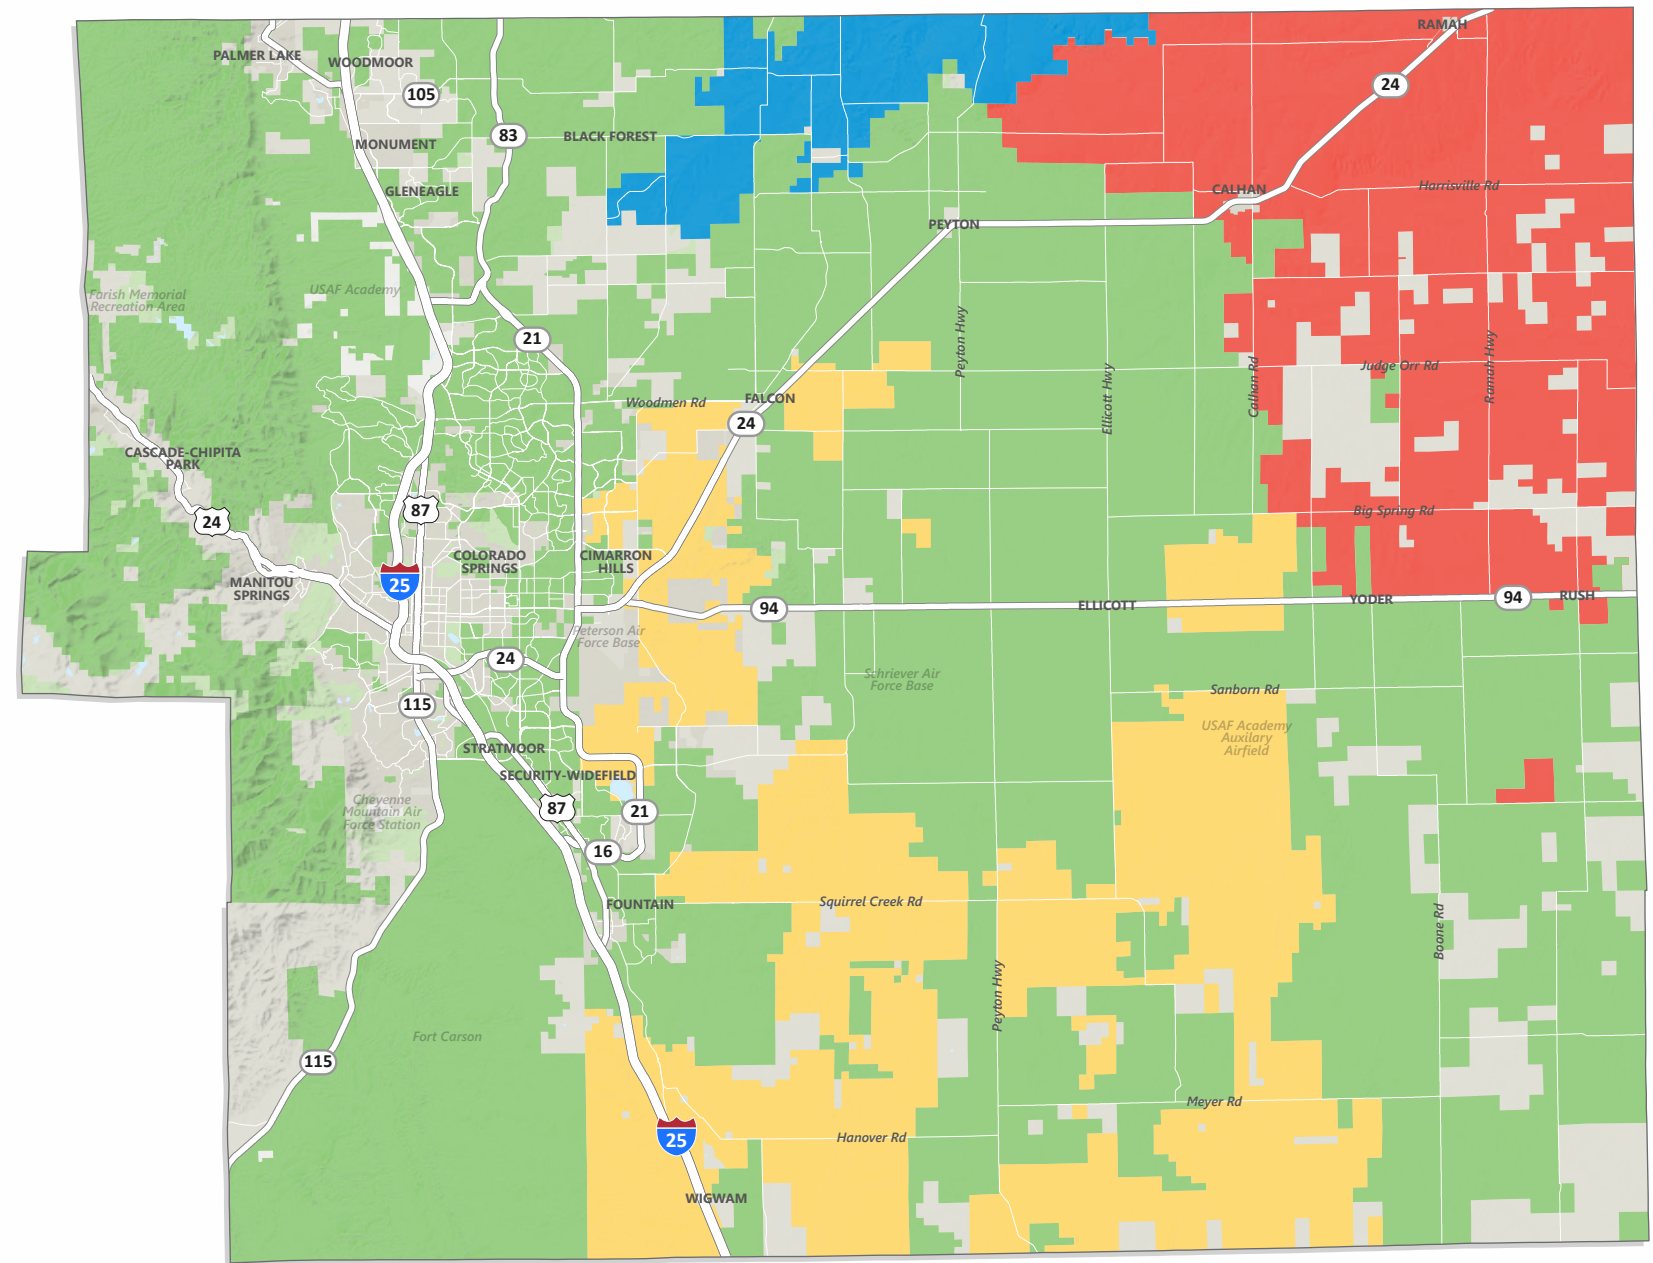 RAMAH
PALMER LAKE
WOODMOOR
24
105
83
BLACK FOREST
MONUMENT
GLENEAGLE
CALHAN
Harrisville Rd
PEYTON
USAF Academy
Farish Memorial
Recreation Area
21
Peyton Hwy
Judge Orr Rd
Ramah Hwy
Calhan Rd
Ellicott Hwy
Woodmen Rd
FALCON
24
CASCADE-CHIPITA
PARK
87
24
Big Spring Rd
COLORADO
SPRINGS
CIMARRON
HILLS
25
MANITOU
SPRINGS
94
ELLICOTT
YODER
94
RUSH
Peterson Air
Force Base
24
Schriever Air
Force Base
Sanborn Rd
115
USAF Academy
Auxilary
Airfield
STRATMOOR
SECURITY-WIDEFIELD
Cheyenne
Mountain Air
Force Station
87
21
16
FOUNTAIN
Squirrel Creek Rd
Boone Rd
Peyton Hwy
Fort Carson
115
Meyer Rd
25
Hanover Rd
WIGWAM